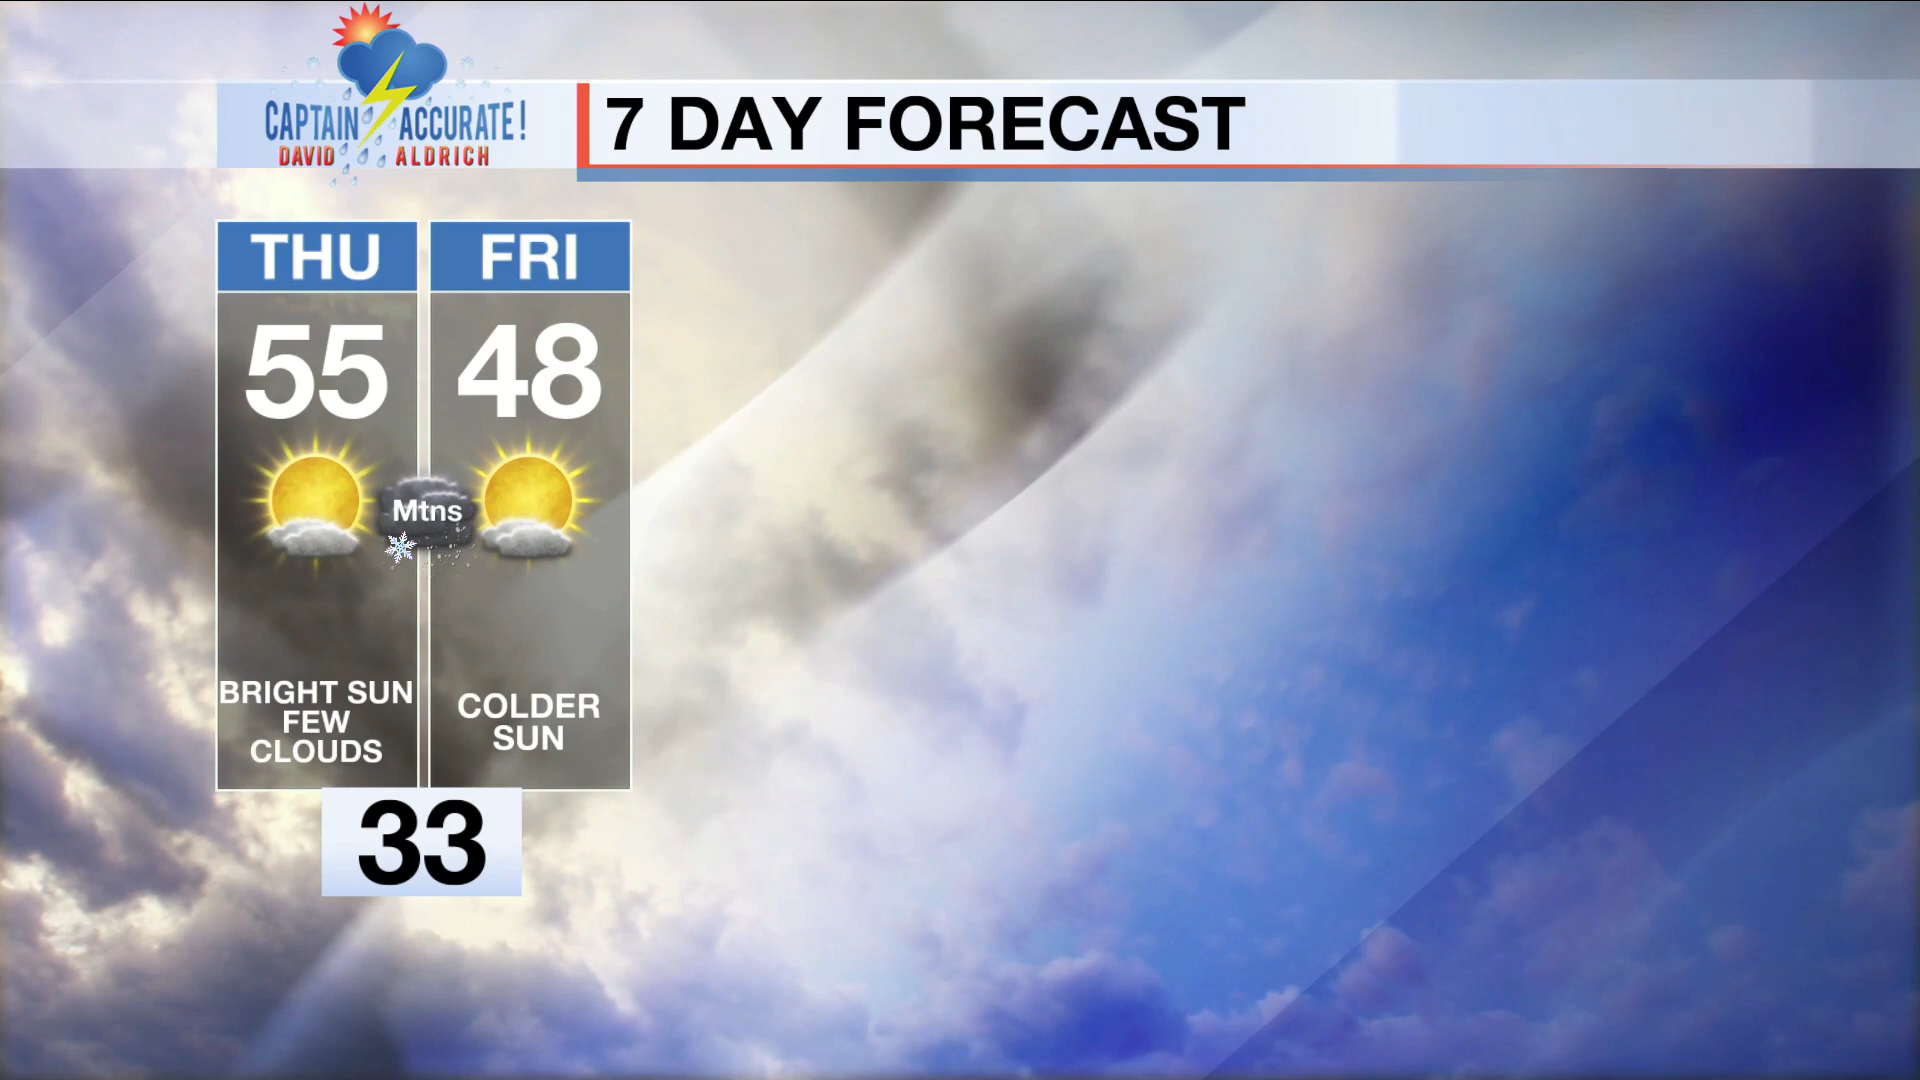 CAPTAIN ACCURATE!
DAVID ALDRICH
7 DAY FORECAST
THU
FRI
55
48
Mtns
BRIGHT SUN
FEW
CLOUDS
COLDER
SUN
33